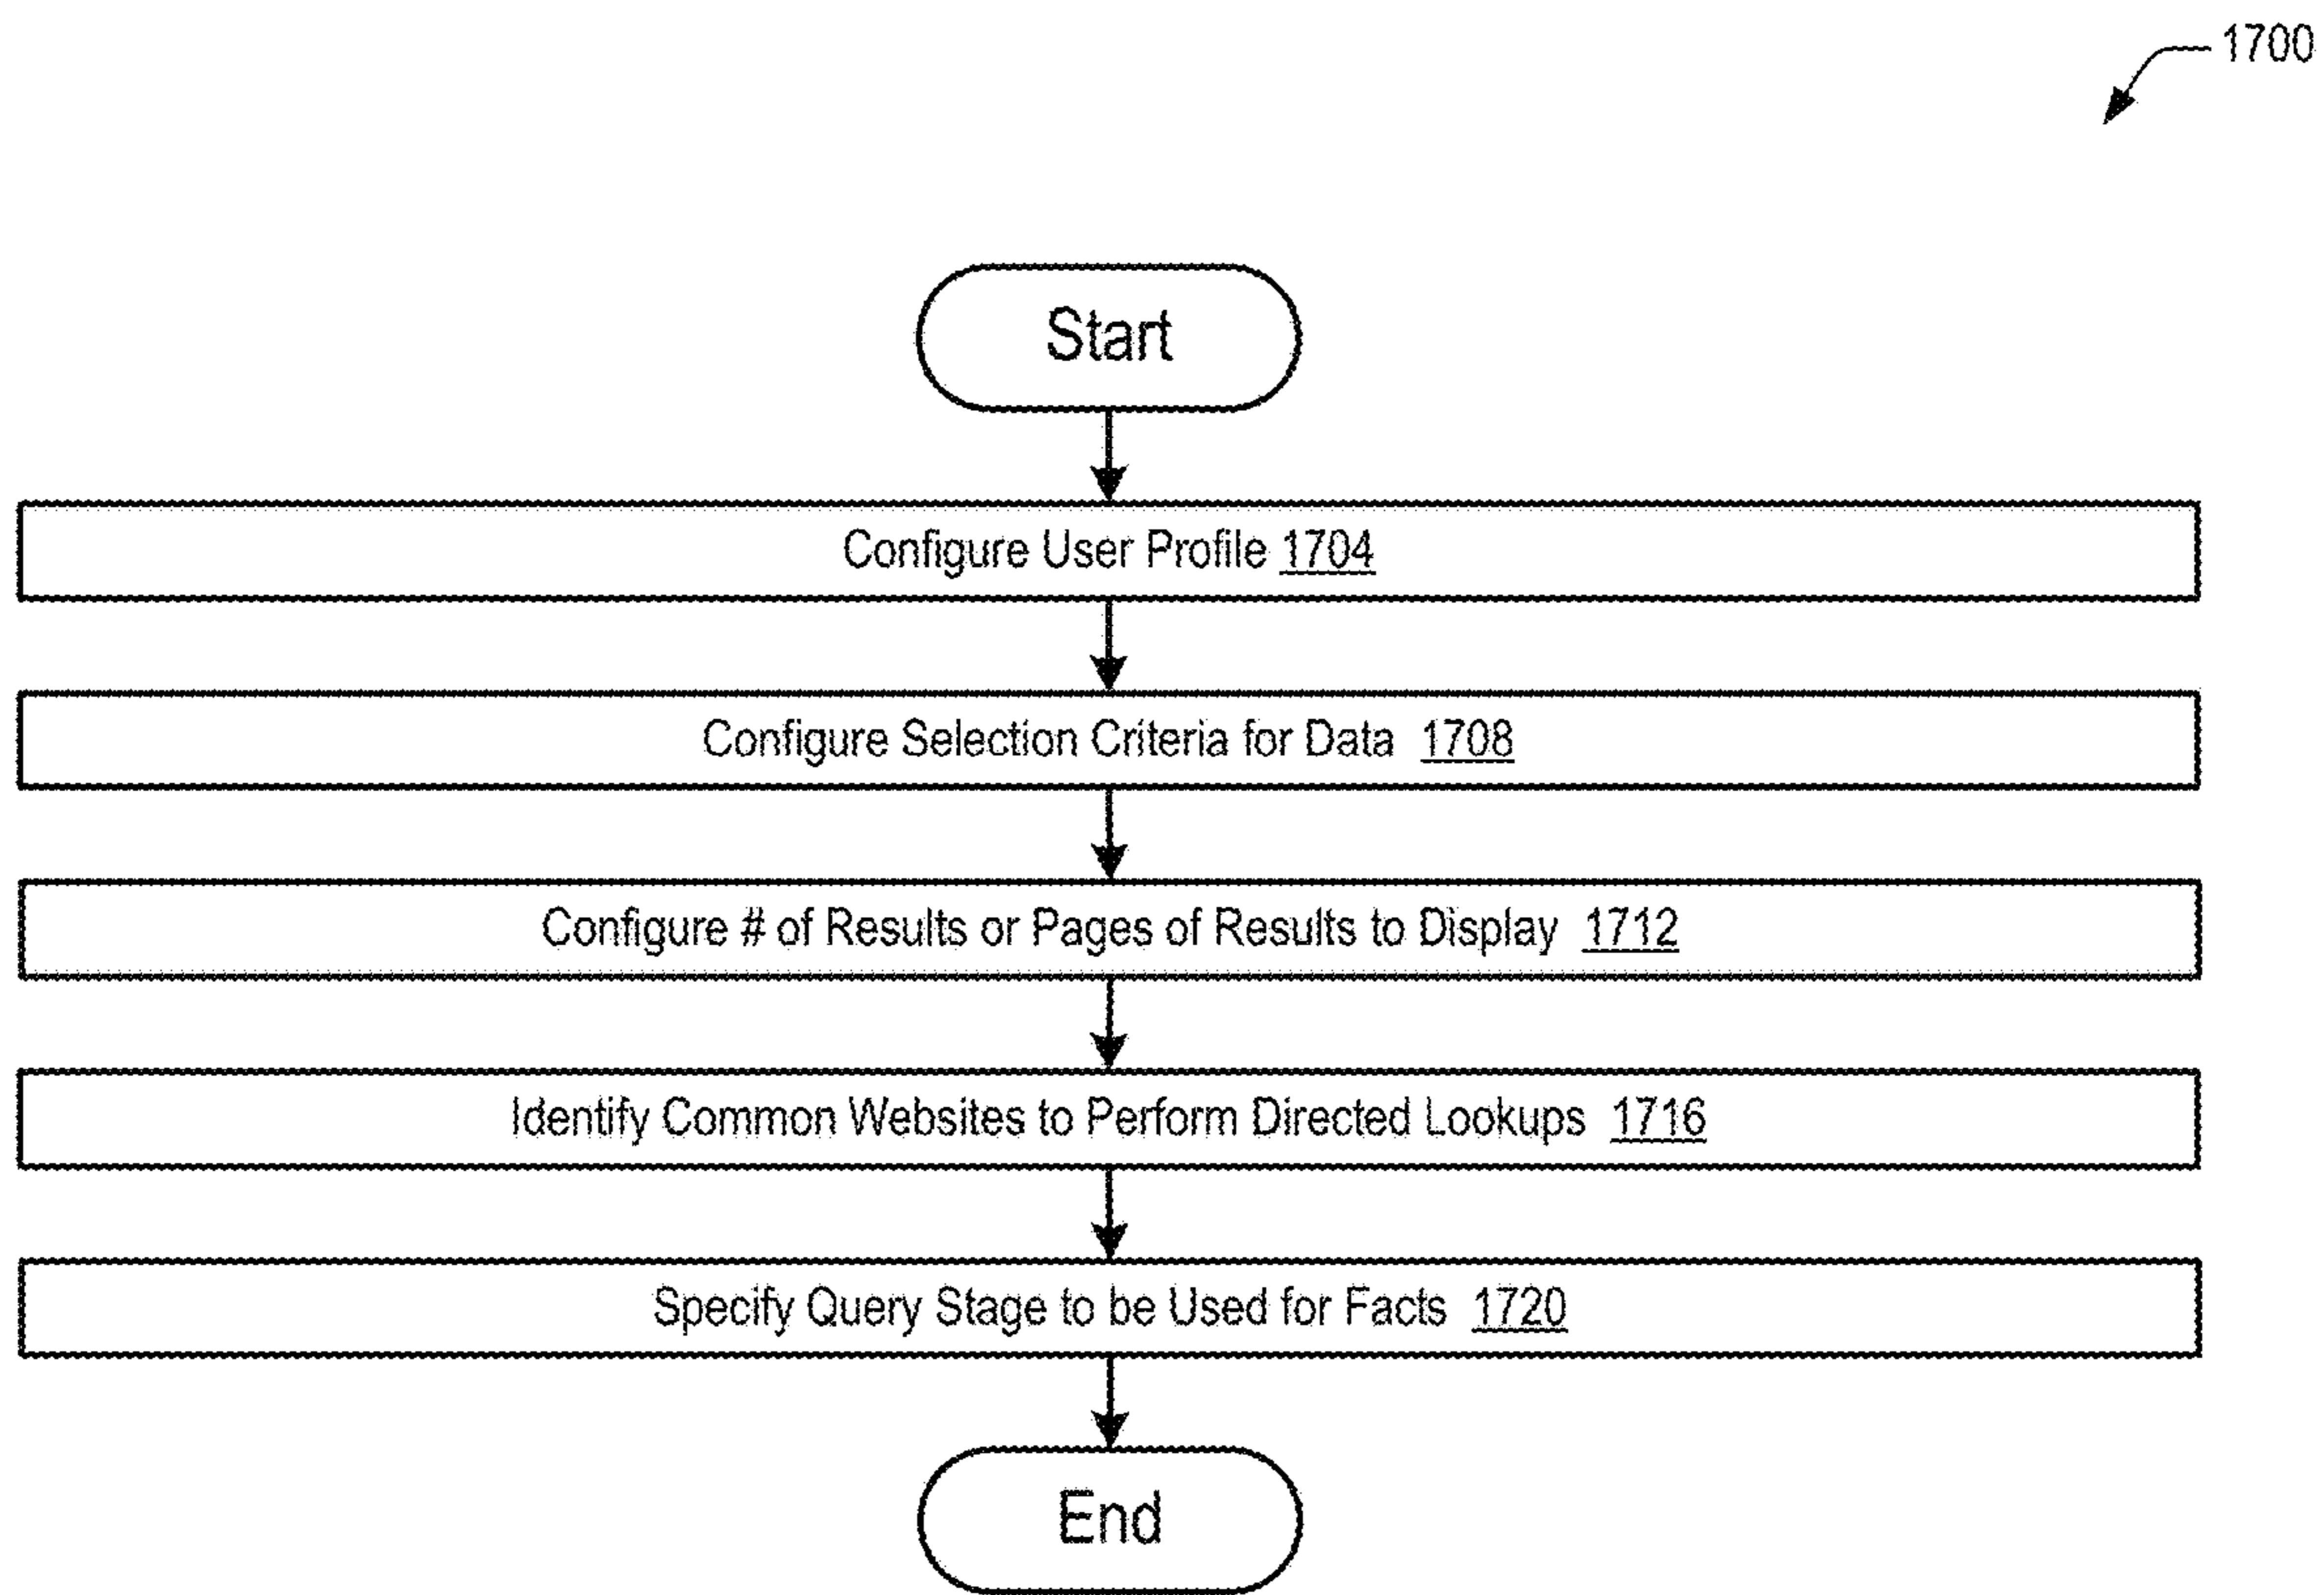 1700
Start
Configure User Profile 1704
Configure Selection Criteria for Data 1708
Configure # of Results or Pages of Results to Display 1712
Identify Common Websites to Perform Directed Lookups 1716
Specify Query Stage to be Used for Facts 1720
End